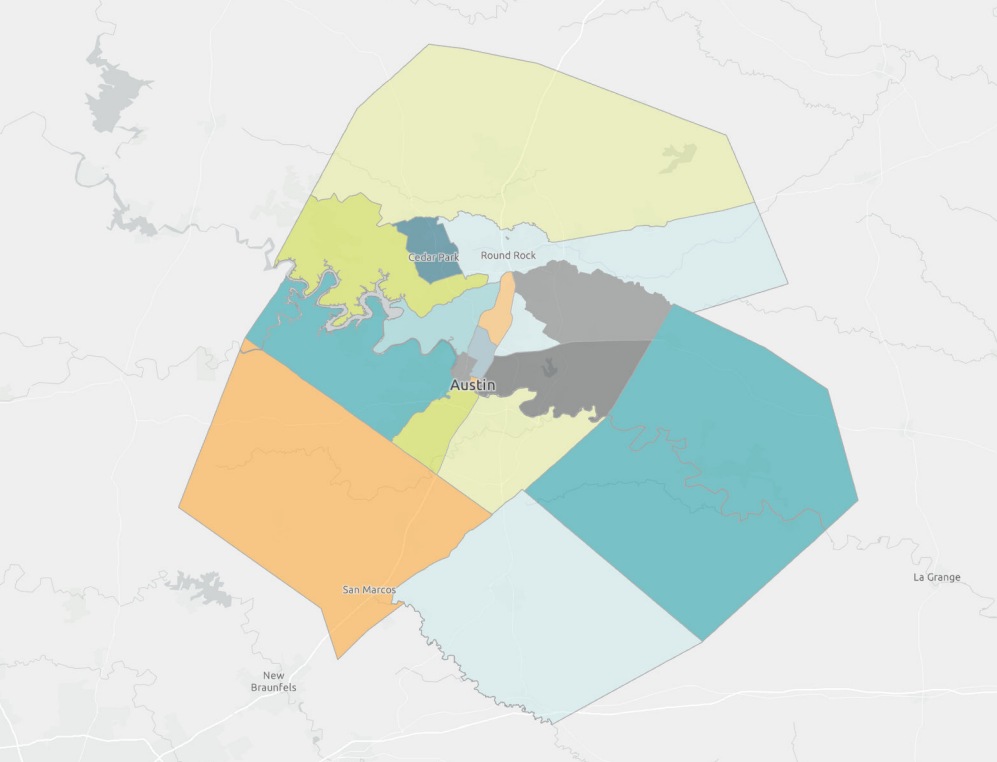 Cedar Park
Round Rock
Austin
San Marcos
La Grange
New
Braunfels